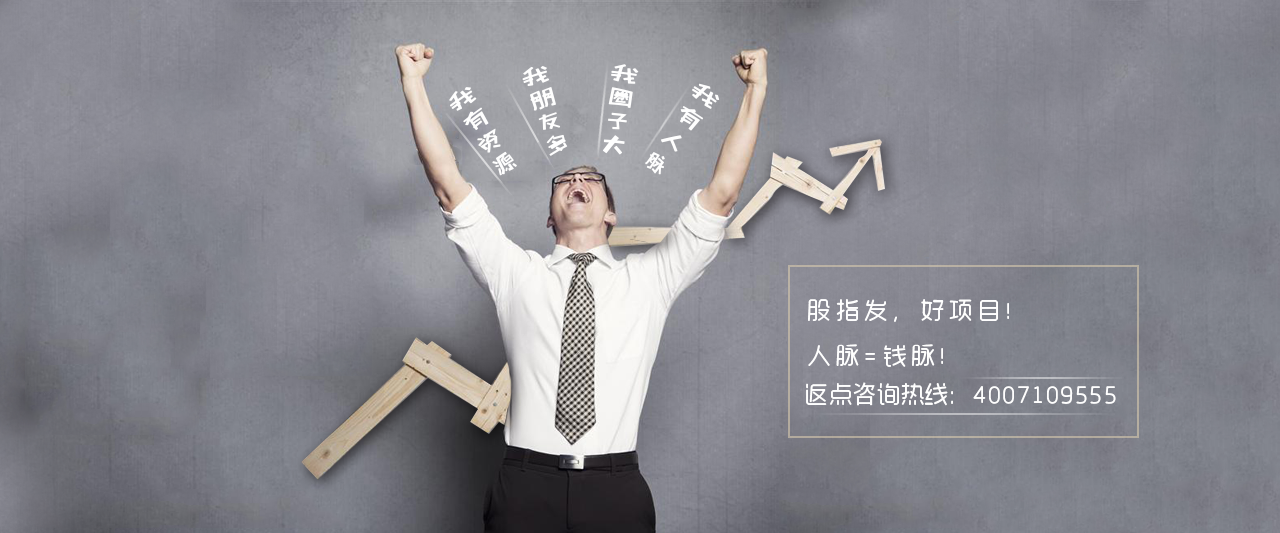 我有资源
我朋友多
我圈子大
我有人脉
股指发，好项目!
人脉=钱脉!
返点咨询热线: 4007109555